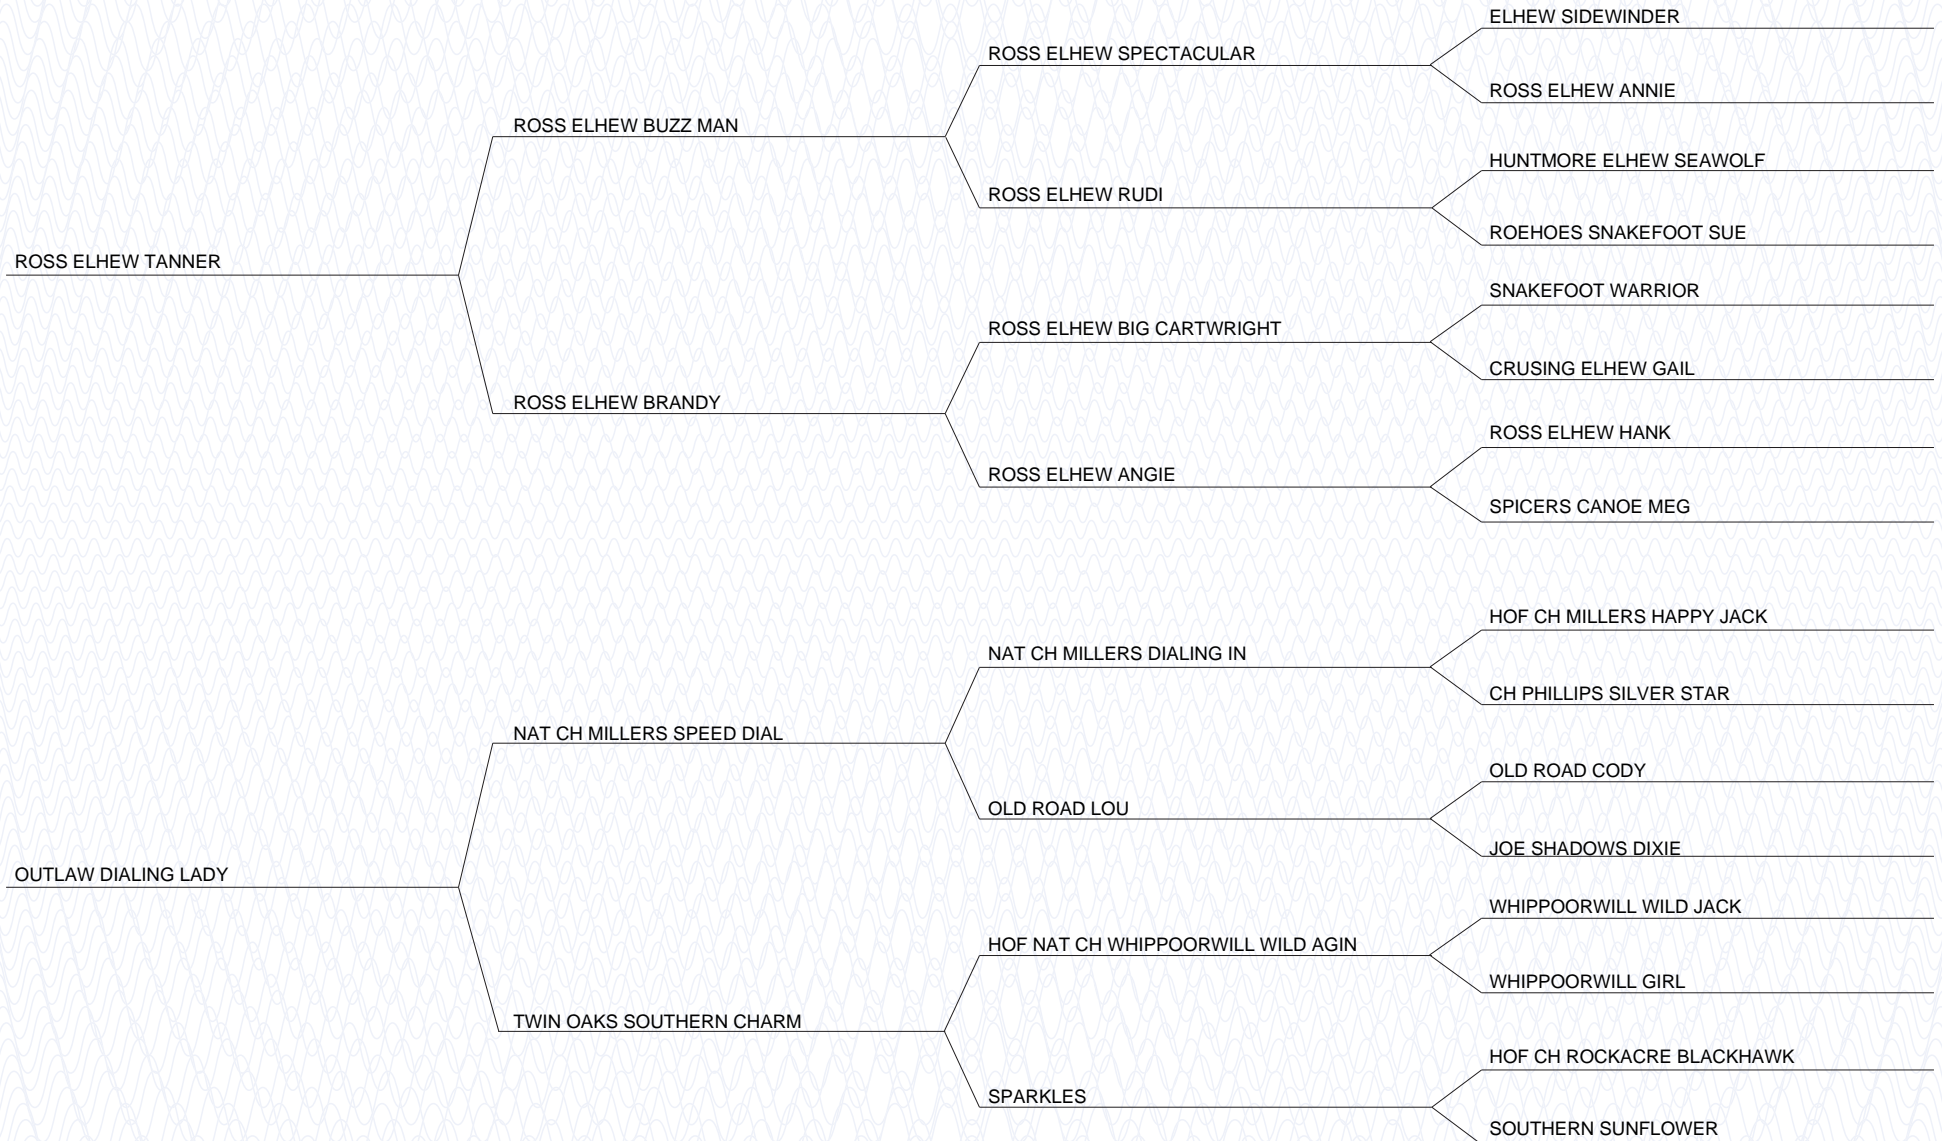 ELHEW SIDEWINDER
ROSS ELHEW SPECTACULAR
ROSS ELHEW ANNIE
ROSS ELHEW BUZZ MAN
HUNTMORE ELHEW SEAWOLF
ROSS ELHEW RUDI
ROEHOES SNAKEFOOT SUE
ROSS ELHEW TANNER
SNAKEFOOT WARRIOR
ROSS ELHEW BIG CARTWRIGHT
CRUSING ELHEW GAIL
ROSS ELHEW BRANDY
ROSS ELHEW HANK
ROSS ELHEW ANGIE
SPICERS CANOE MEG
HOF CH MILLERS HAPPY JACK
NAT CH MILLERS DIALING IN
CH PHILLIPS SILVER STAR
NAT CH MILLERS SPEED DIAL
OLD ROAD CODY
OLD ROAD LOU
JOE SHADOWS DIXIE
OUTLAW DIALING LADY
WHIPPOORWILL WILD JACK
HOF NAT CH WHIPPOORWILL WILD AGIN
WHIPPOORWILL GIRL
TWIN OAKS SOUTHERN CHARM
HOF CH ROCKACRE BLACKHAWK
SPARKLES
SOUTHERN SUNFLOWER